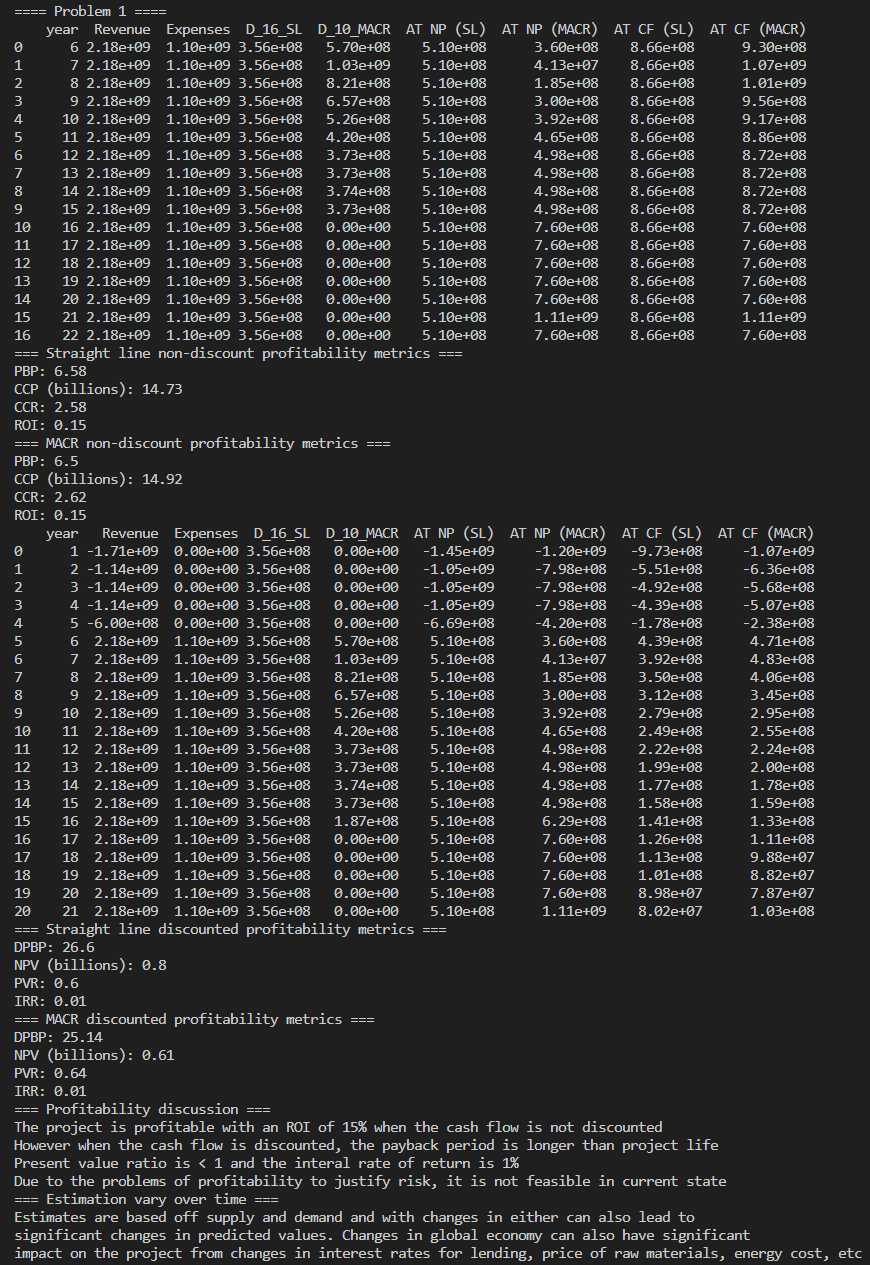 ==== Problem 1 ====
year Revenue Expenses D_16_SL D_10_MACR AT NP (SL) AT NP (MACR) AT CF (SL) AT CF (MACR)
0 6 2.18e+09 1.10e+09 3.56e+08 5.70e+08 5.10e+08 3.60e+08 8.66e+08 9.30e+08
1 7 2.18e+09 1.10e+09 3.56e+08 1.03e+09 5.10e+08 4.13e+07 8.66e+08 1.07e+09
2 8 2.18e+09 1.10e+09 3.56e+08 8.21e+08 5.10e+08 1.85e+08 8.66e+08 1.01e+09
3 9 2.18e+09 1.10e+09 3.56e+08 6.57e+08 5.10e+08 3.00e+08 8.66e+08 9.56e+08
4 10 2.18e+09 1.10e+09 3.56e+08 5.26e+08 5.10e+08 3.92e+08 8.66e+08 9.17e+08
5 11 2.18e+09 1.10e+09 3.56e+08 4.20e+08 5.10e+08 4.65e+08 8.66e+08 8.86e+08
6 12 2.18e+09 1.10e+09 3.56e+08 3.73e+08 5.10e+08 4.98e+08 8.66e+08 8.72e+08
7 13 2.18e+09 1.10e+09 3.56e+08 3.73e+08 5.10e+08 4.98e+08 8.66e+08 8.72e+08
8 14 2.18e+09 1.10e+09 3.56e+08 3.74e+08 5.10e+08 4.98e+08 8.66e+08 8.72e+08
9 15 2.18e+09 1.10e+09 3.56e+08 3.73e+08 5.10e+08 4.98e+08 8.66e+08 8.72e+08
10 16 2.18e+09 1.10e+09 3.56e+08 0.00e+00 5.10e+08 7.60e+08 8.66e+08 7.60e+08
11 17 2.18e+09 1.10e+09 3.56e+08 0.00e+00 5.10e+08 7.60e+08 8.66e+08 7.60e+08
12 18 2.18e+09 1.10e+09 3.56e+08 0.00e+00 5.10e+08 7.60e+08 8.66e+08 7.60e+08
13 19 2.18e+09 1.10e+09 3.56e+08 0.00e+00 5.10e+08 7.60e+08 8.66e+08 7.60e+08
14 20 2.18e+09 1.10e+09 3.56e+08 0.00e+00 5.10e+08 7.60e+08 8.66e+08 7.60e+08
15 21 2.18e+09 1.10e+09 3.56e+08 0.00e+00 5.10e+08 1.11e+09 8.66e+08 1.11e+09
16 22 2.18e+09 1.10e+09 3.56e+08 0.00e+00 5.10e+08 7.60e+08 8.66e+08 7.60e+08
=== Straight line non-discount profitability metrics ===
PBP: 6.58
CCP (billions): 14.73
CCR: 2.58
ROI: 0.15
=== MACR non-discount profitability metrics ===
PBP: 6.5
CCP (billions): 14.92
CCR: 2.62
ROI: 0.15
year Revenue Expenses D_16_SL D_10_MACR AT NP (SL) AT NP (MACR) AT CF (SL) AT CF (MACR)
0 1 -1.71e+09 0.00e+00 3.56e+08 0.00e+00 -1.45e+09 -1.20e+09 -9.73e+08 -1.07e+09
1 2 -1.14e+09 0.00e+00 3.56e+08 0.00e+00 -1.05e+09 -7.98e+08 -5.51e+08 -6.36e+08
2 3 -1.14e+09 0.00e+00 3.56e+08 0.00e+00 -1.05e+09 -7.98e+08 -4.92e+08 -5.68e+08
3 4 -1.14e+09 0.00e+00 3.56e+08 0.00e+00 -1.05e+09 -7.98e+08 -4.39e+08 -5.07e+08
4 5 -6.00e+08 0.00e+00 3.56e+08 0.00e+00 -6.69e+08 -4.20e+08 -1.78e+08 -2.38e+08
5 6 2.18e+09 1.10e+09 3.56e+08 5.70e+08 5.10e+08 3.60e+08 4.39e+08 4.71e+08
6 7 2.18e+09 1.10e+09 3.56e+08 1.03e+09 5.10e+08 4.13e+07 3.92e+08 4.83e+08
7 8 2.18e+09 1.10e+09 3.56e+08 8.21e+08 5.10e+08 1.85e+08 3.50e+08 4.06e+08
8 9 2.18e+09 1.10e+09 3.56e+08 6.57e+08 5.10e+08 3.00e+08 3.12e+08 3.45e+08
9 10 2.18e+09 1.10e+09 3.56e+08 5.26e+08 5.10e+08 3.92e+08 2.79e+08 2.95e+08
10 11 2.18e+09 1.10e+09 3.56e+08 4.20e+08 5.10e+08 4.65e+08 2.49e+08 2.55e+08
11 12 2.18e+09 1.10e+09 3.56e+08 3.73e+08 5.10e+08 4.98e+08 2.22e+08 2.24e+08
12 13 2.18e+09 1.10e+09 3.56e+08 3.73e+08 5.10e+08 4.98e+08 1.99e+08 2.00e+08
13 14 2.18e+09 1.10e+09 3.56e+08 3.74e+08 5.10e+08 4.98e+08 1.77e+08 1.78e+08
14 15 2.18e+09 1.10e+09 3.56e+08 3.73e+08 5.10e+08 4.98e+08 1.58e+08 1.59e+08
15 16 2.18e+09 1.10e+09 3.56e+08 1.87e+08 5.10e+08 6.29e+08 1.41e+08 1.33e+08
16 17 2.18e+09 1.10e+09 3.56e+08 0.00e+00 5.10e+08 7.60e+08 1.26e+08 1.11e+08
17 18 2.18e+09 1.10e+09 3.56e+08 0.00e+00 5.10e+08 7.60e+08 1.13e+08 9.88e+07
18 19 2.18e+09 1.10e+09 3.56e+08 0.00e+00 5.10e+08 7.60e+08 1.01e+08 8.82e+07
19 20 2.18e+09 1.10e+09 3.56e+08 0.00e+00 5.10e+08 7.60e+08 8.98e+07 7.87e+07
20 21 2.18e+09 1.10e+09 3.56e+08 0.00e+00 5.10e+08 1.11e+09 8.02e+07 1.03e+08
=== Straight line discounted profitability metrics ===
DPBP: 26.6
NPV (billions): 0.8
PVR: 0.6
IRR: 0.01
=== MACR discounted profitability metrics ===
DPBP: 25.14
NPV (billions): 0.61
PVR: 0.64
IRR: 0.01
=== Profitability discussion ===
The project is profitable with an ROI of 15% when the cash flow is not discounted
However when the cash flow is discounted, the payback period is longer than project life
Present value ratio is < 1 and the interal rate of return is 1%
Due to the problems of profitability to justify risk, it is not feasible in current state
=== Estimation vary over time ===
Estimates are based off supply and demand and with changes in either can also lead to
significant changes in predicted values. Changes in global economy can also have significant
impact on the project from changes in interest rates for lending, price of raw materials, energy cost, etc